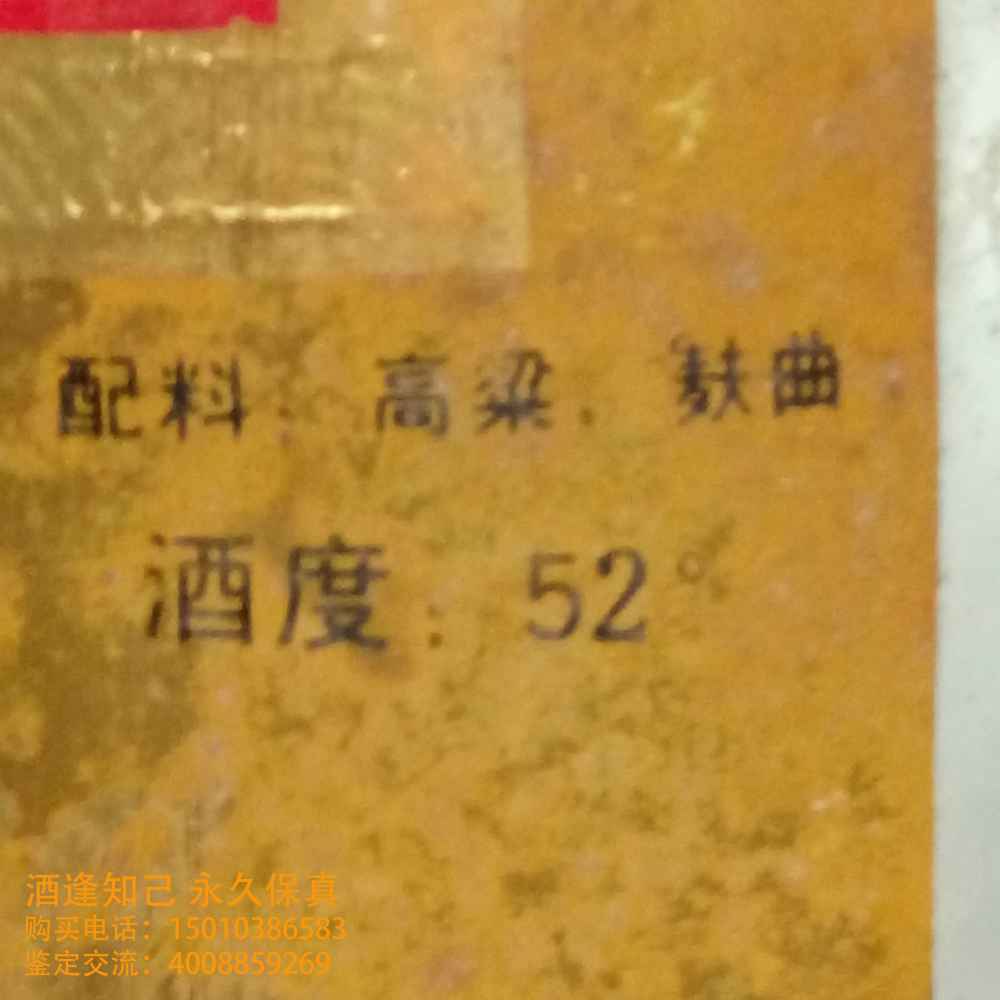 配料：高粱．麸曲
酒度：52°
酒逢知己 永久保真
购买电话：15010386583
鉴定交流：4008859269